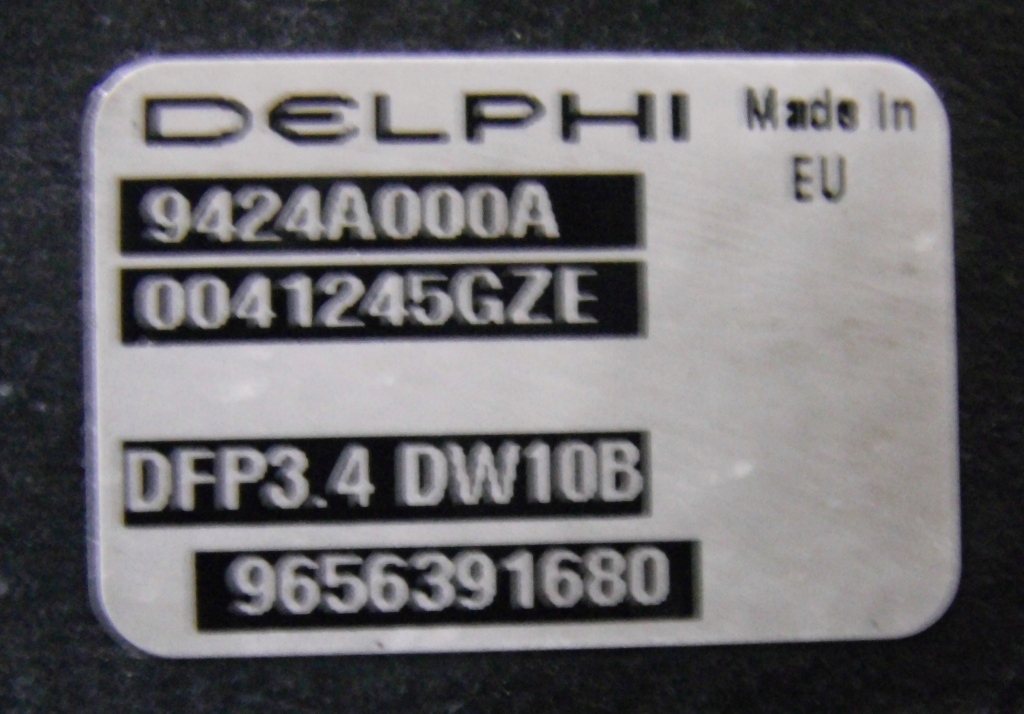 DELPHI
Made In
EU
9424A000A
0041245GZE
DFP3.4 DW10B
9656391680